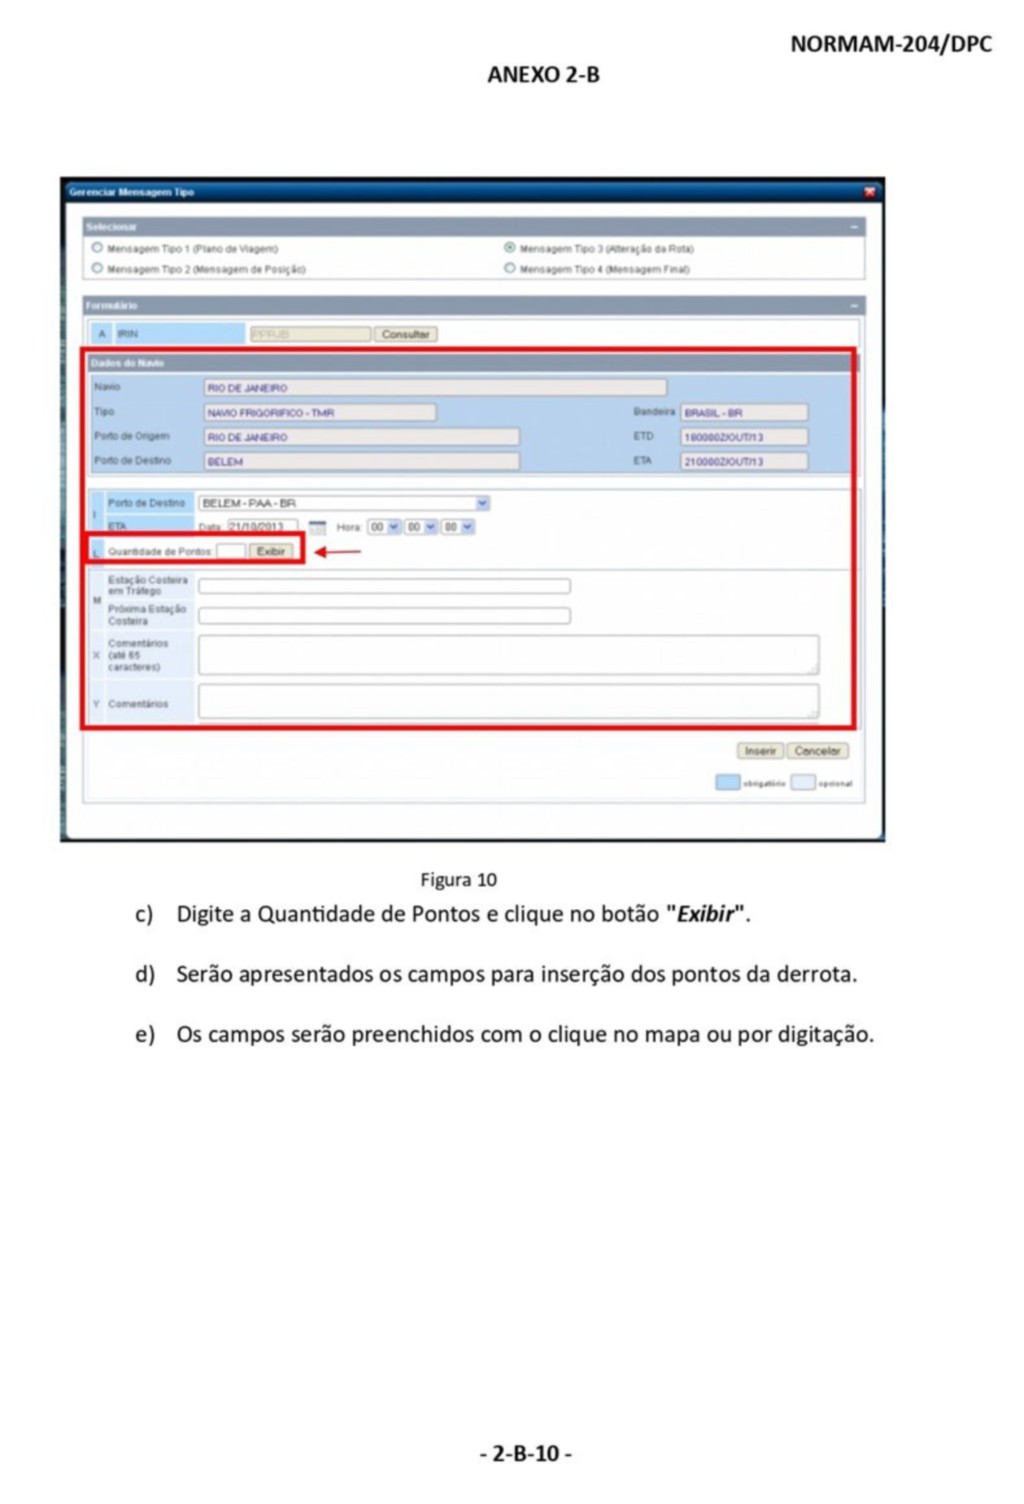 NORMAM-204/DPC
ANEXO 2-B
Gerenciar Mensagem Tipo
Selecionar
Mensagem Tipo 1 (Plano de Viagem)
Mensagem Tipo 3 (Alteração da Rota)
Mensagem Tipo 2 (Mensagem de Posição)
Mensagem Tipo 4 (Mensagem Final)
Formulário
A IRIN Consultar
Dados do Navio
Navio RIO DE JANEIRO
Tipo NAVIO FRIGORIFICO - TMR Bandeira BRASIL - BR
Porto de Origem RIO DE JANEIRO ETD 180080Z/OUT/13
Porto de Destino BELEM ETA 210080Z/OUT/13
I Porto de Destino BELEM - PAA - BR
ETA Data: 21/10/2013 Hora: 00 00 00
L Quantidade de Pontos: Exibir
M Estação Costeira
em Tráfego
Próxima Estação
Costeira
X Comentários
(até 65
caracteres)
Y Comentários
Inserir Cancelar
obrigatório opcional
Figura 10
c) Digite a Quantidade de Pontos e clique no botão "Exibir".
d) Serão apresentados os campos para inserção dos pontos da derrota.
e) Os campos serão preenchidos com o clique no mapa ou por digitação.
- 2-B-10 -